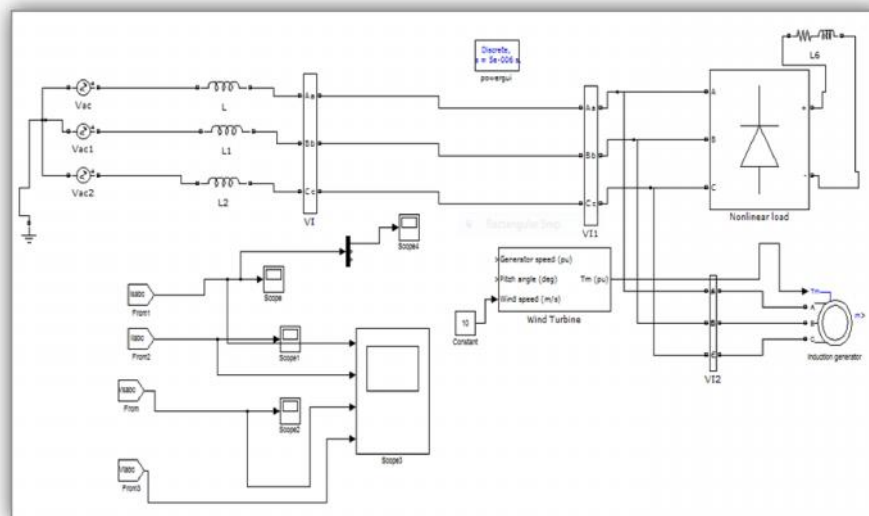 Discrete,
s = 5e-006 s.
powergui
L6
Vac
L
Aa
Aa
A
+
Vac1
L1
Bb
Bb
B
Vac2
L2
Cc
Cc
C
-
VI
VI1
Nonlinear load
Scope4
Generator speed (pu)
Pitch angle (deg)
Tm (pu)
Wind speed (m/s)
Wind Turbine
Scope
From1
10
Constant
Tm
A
B
C
m
Induction generator
VI2
From2
Scope1
From
Scope2
From3
Scope3